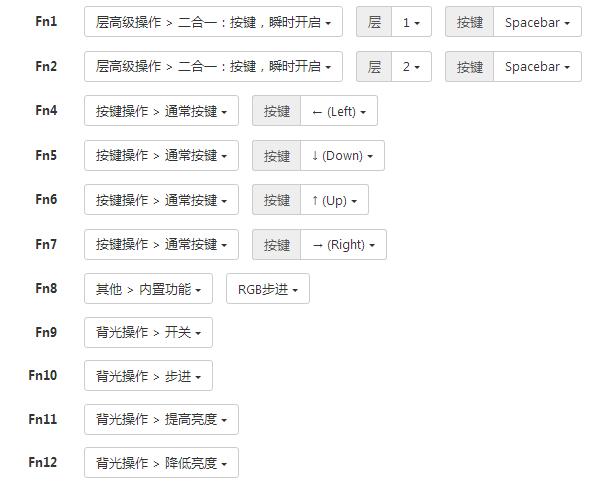 Fn1 层高级操作 > 二合一：按键，瞬时开启 层 1 按键 Spacebar
Fn2 层高级操作 > 二合一：按键，瞬时开启 层 2 按键 Spacebar
Fn4 按键操作 > 通常按键 按键 ← (Left)
Fn5 按键操作 > 通常按键 按键 ↓ (Down)
Fn6 按键操作 > 通常按键 按键 ↑ (Up)
Fn7 按键操作 > 通常按键 按键 → (Right)
Fn8 其他 > 内置功能 RGB步进
Fn9 背光操作 > 开关
Fn10 背光操作 > 步进
Fn11 背光操作 > 提高亮度
Fn12 背光操作 > 降低亮度